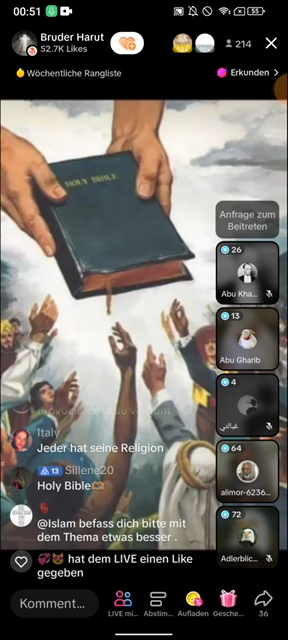 00:51
55
Bruder Harut
52.7K Likes
214
Wöchentliche Rangliste
Erkunden >
HOLY BIBLE
Anfrage zum
Beitreten
26
Abu Kha...
13
Abu Gharib
4
64
alimor-6236...
72
Adlerblic...
Italy
Jeder hat seine Religion
13 Sillene20
Holy Bible
@Islam befass dich bitte mit
dem Thema etwas besser .
hat dem LIVE einen Like
gegeben
Komment...
LIVE mi...
Abstim...
Aufladen
Gesche...
36